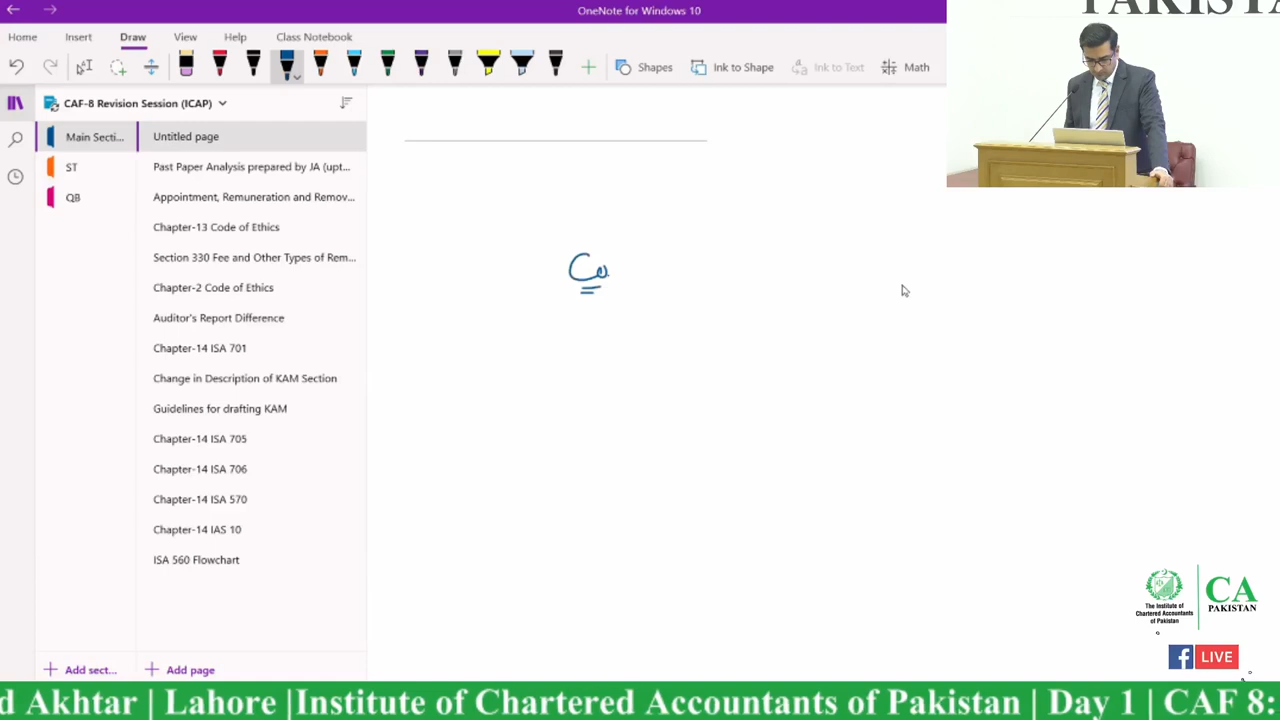 OneNote for Windows 10
PAKISTA
Home Insert Draw View Help Class Notebook
Shapes Ink to Shape Ink to Text Math
CAF-8 Revision Session (ICAP)
Main Secti... Untitled page
ST Past Paper Analysis prepared by JA (upt...
QB Appointment, Remuneration and Remov...
Chapter-13 Code of Ethics
Section 330 Fee and Other Types of Rem...
Chapter-2 Code of Ethics
Auditor's Report Difference
Chapter-14 ISA 701
Change in Description of KAM Section
Guidelines for drafting KAM
Chapter-14 ISA 705
Chapter-14 ISA 706
Chapter-14 ISA 570
Chapter-14 IAS 10
ISA 560 Flowchart
Co.
The Institute of
Chartered Accountants
of Pakistan
CA
PAKISTAN
f LIVE
Add sect... Add page
d Akhtar | Lahore |Institute of Chartered Accountants of Pakistan | Day 1 | CAF 8: